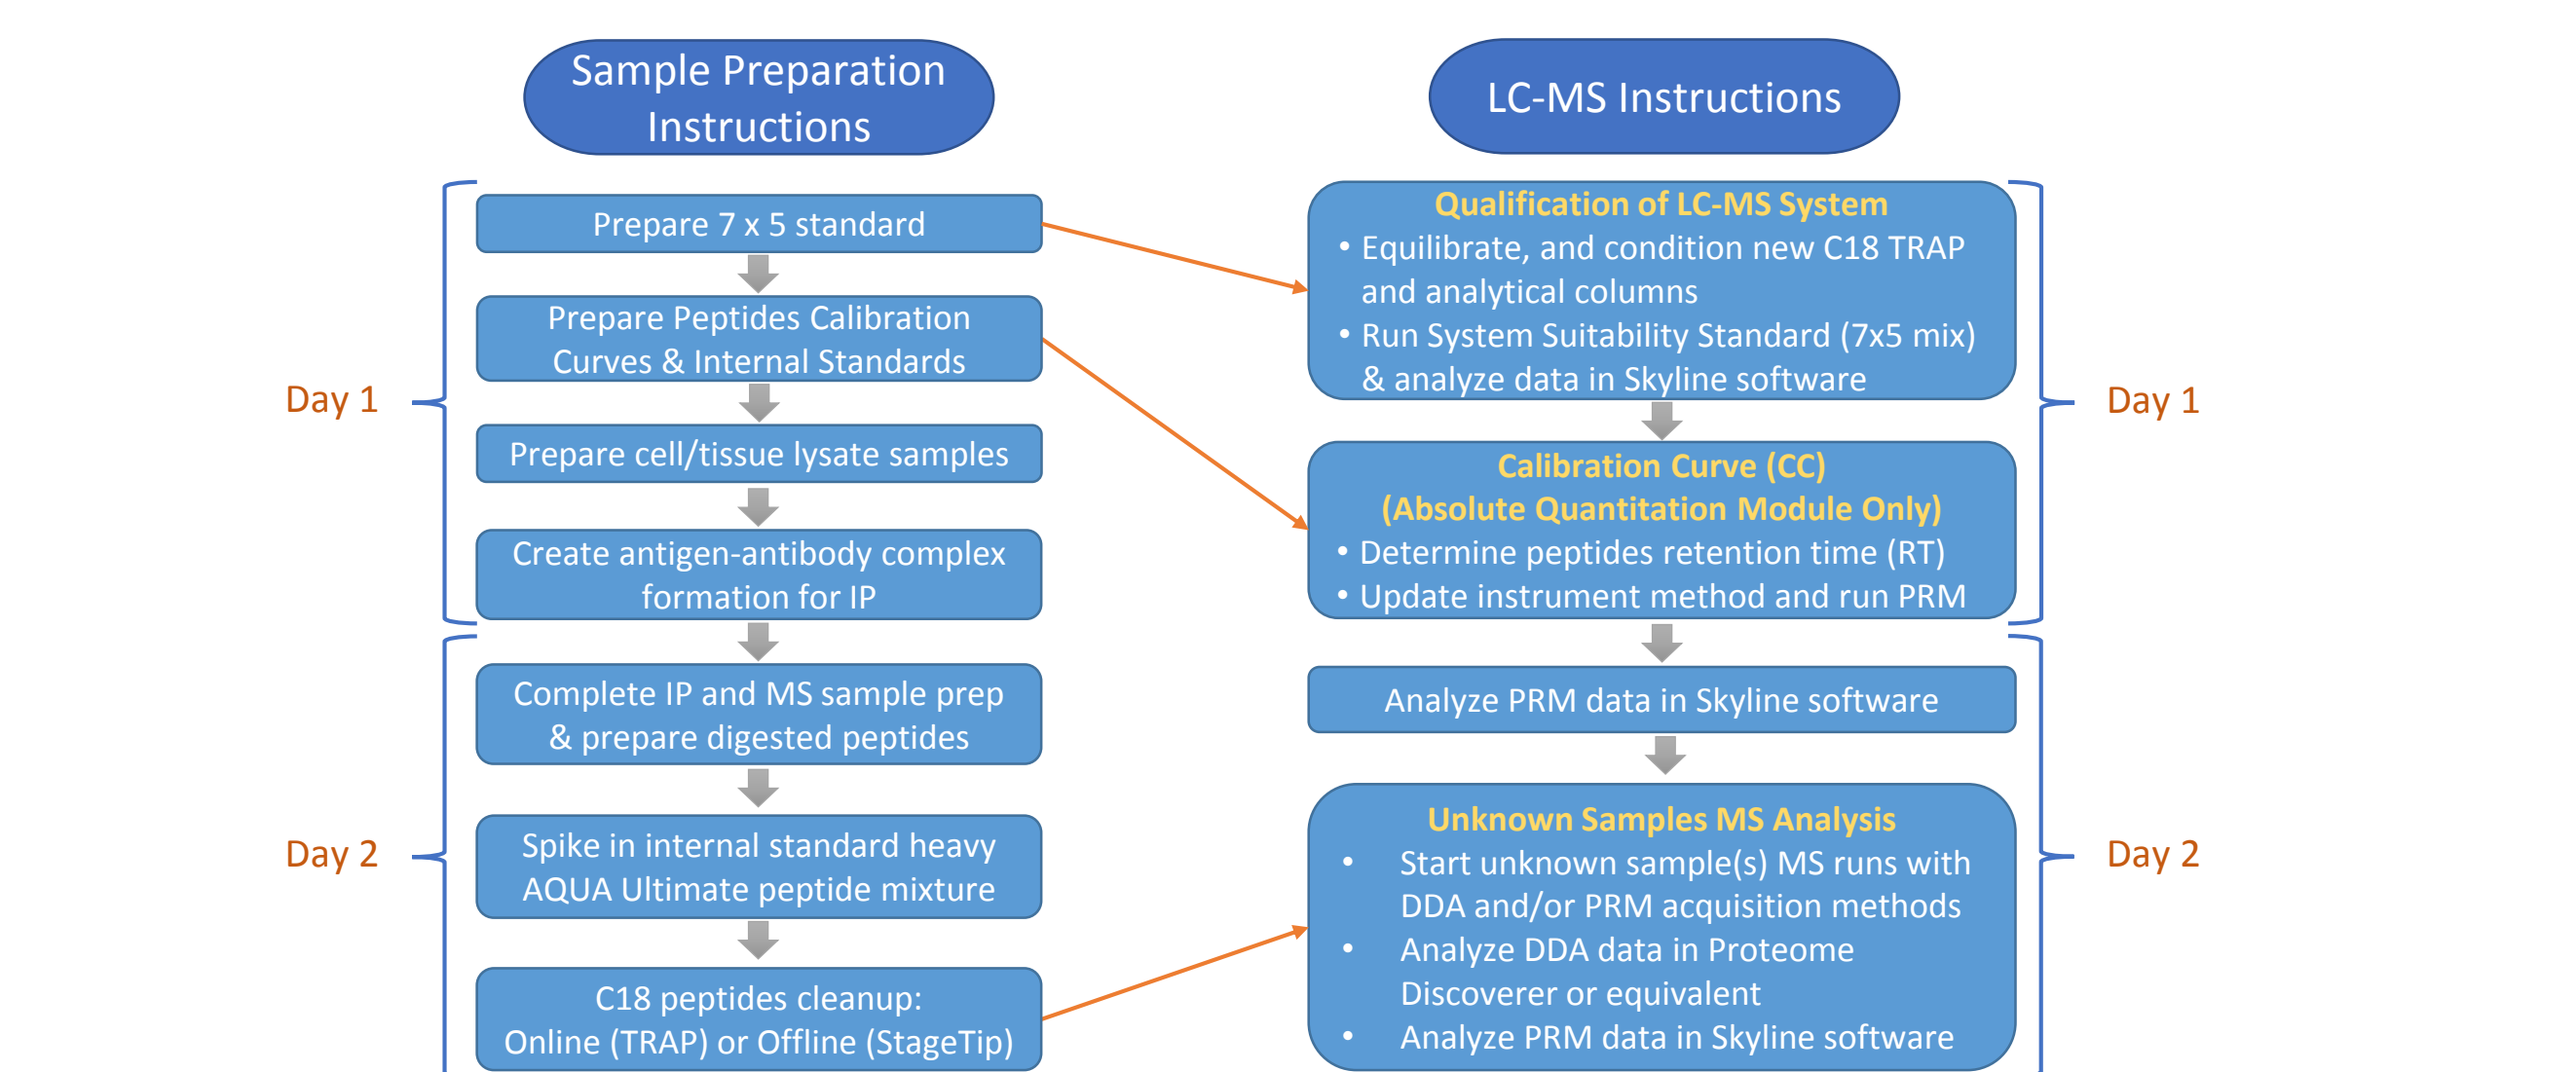 Sample Preparation
Instructions
Day 1
Prepare 7 x 5 standard
Prepare Peptides Calibration
Curves & Internal Standards
Prepare cell/tissue lysate samples
Create antigen-antibody complex
formation for IP
Day 2
Complete IP and MS sample prep
& prepare digested peptides
Spike in internal standard heavy
AQUA Ultimate peptide mixture
C18 peptides cleanup:
Online (TRAP) or Offline (StageTip)
LC-MS Instructions
Qualification of LC-MS System
• Equilibrate, and condition new C18 TRAP
and analytical columns
• Run System Suitability Standard (7x5 mix)
& analyze data in Skyline software
Calibration Curve (CC)
(Absolute Quantitation Module Only)
• Determine peptides retention time (RT)
• Update instrument method and run PRM
Day 1
Analyze PRM data in Skyline software
Unknown Samples MS Analysis
• Start unknown sample(s) MS runs with
DDA and/or PRM acquisition methods
• Analyze DDA data in Proteome
Discoverer or equivalent
• Analyze PRM data in Skyline software
Day 2